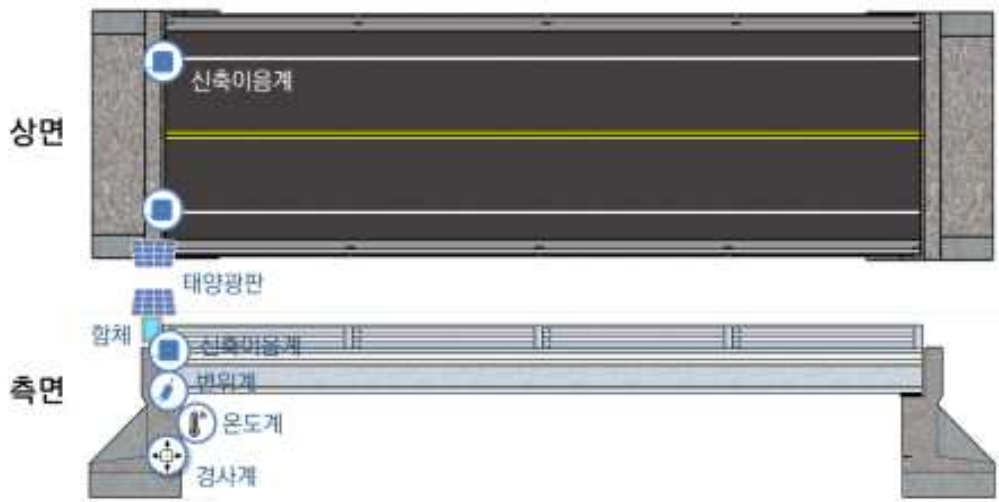 신축이음계
상면
태양광판
함체
신축이음계
변위계
측면
온도계
경사계